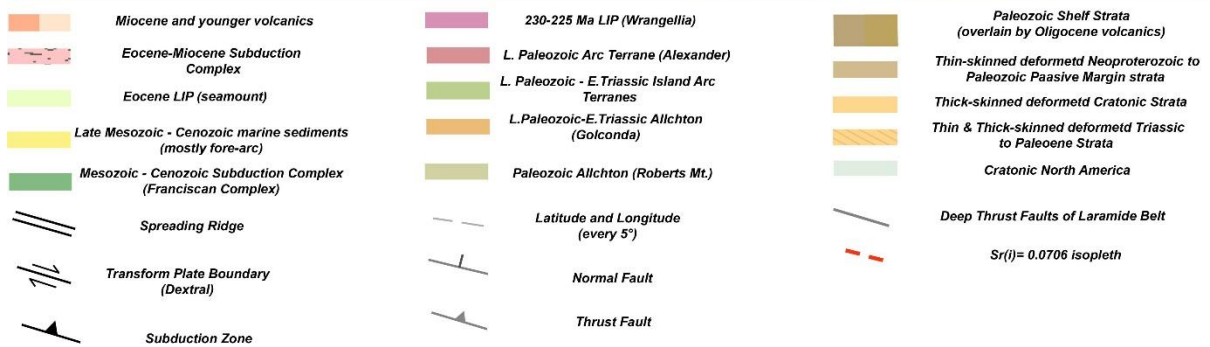 Miocene and younger volcanics
Eocene-Miocene Subduction
Complex
Eocene LIP (seamount)
Late Mesozoic - Cenozoic marine sediments
(mostly fore-arc)
Mesozoic - Cenozoic Subduction Complex
(Franciscan Complex)
Spreading Ridge
Transform Plate Boundary
(Dextral)
Subduction Zone
230-225 Ma LIP (Wrangellia)
L. Paleozoic Arc Terrane (Alexander)
L. Paleozoic - E.Triassic Island Arc
Terranes
L.Paleozoic-E.Triassic Allchton
(Golconda)
Paleozoic Allchton (Roberts Mt.)
Latitude and Longitude
(every 5°)
Normal Fault
Thrust Fault
Paleozoic Shelf Strata
(overlain by Oligocene volcanics)
Thin-skinned deformetd Neoproterozoic to
Paleozoic Paasive Margin strata
Thick-skinned deformetd Cratonic Strata
Thin & Thick-skinned deformetd Triassic
to Paleoene Strata
Cratonic North America
Deep Thrust Faults of Laramide Belt
Sr(i)= 0.0706 isopleth